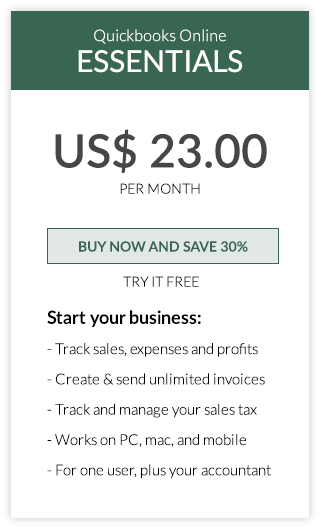 Quickbooks Online
ESSENTIALS
US$ 23.00
PER MONTH
BUY NOW AND SAVE 30%
TRY IT FREE
Start your business:
- Track sales, expenses and profits
- Create & send unlimited invoices
- Track and manage your sales tax
- Works on PC, mac, and mobile
- For one user, plus your accountant